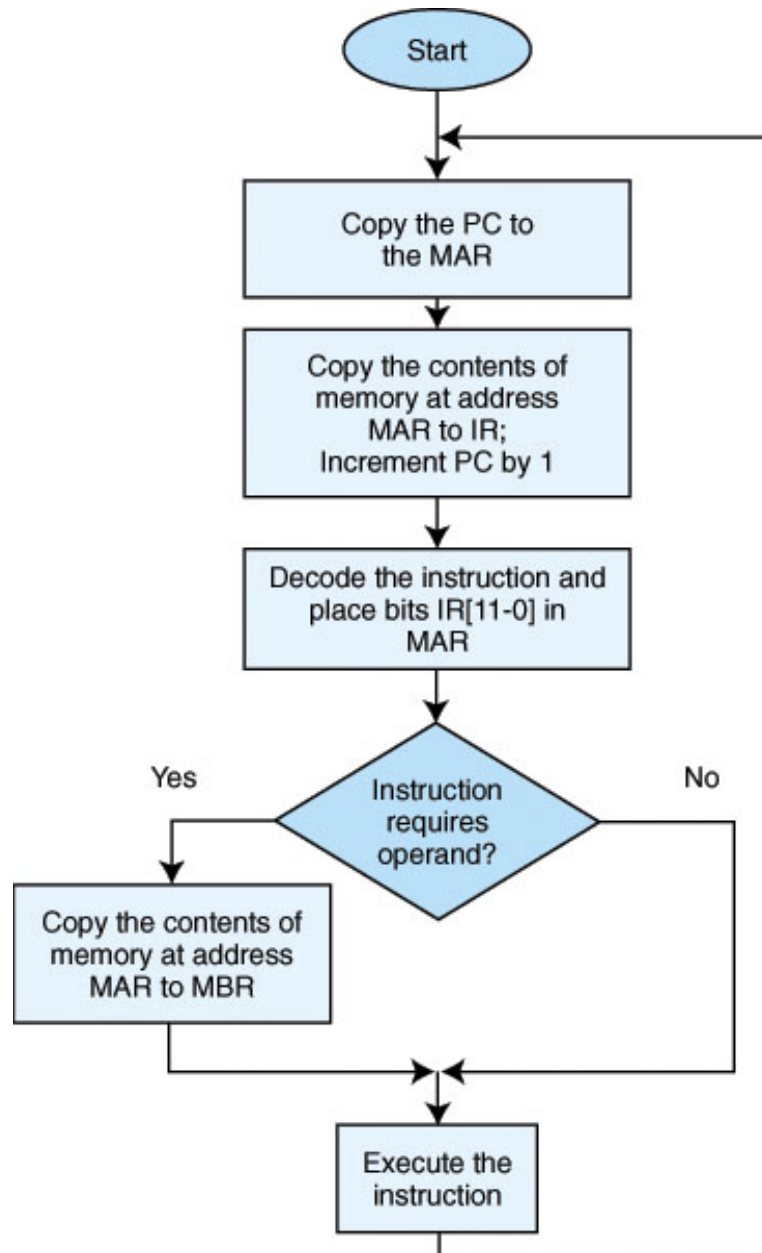 Start
Copy the PC to
the MAR
Copy the contents of
memory at address
MAR to IR;
Increment PC by 1
Decode the instruction and
place bits IR[11-0] in
MAR
Instruction
requires
operand?
Yes
No
Copy the contents of
memory at address
MAR to MBR
Execute the
instruction